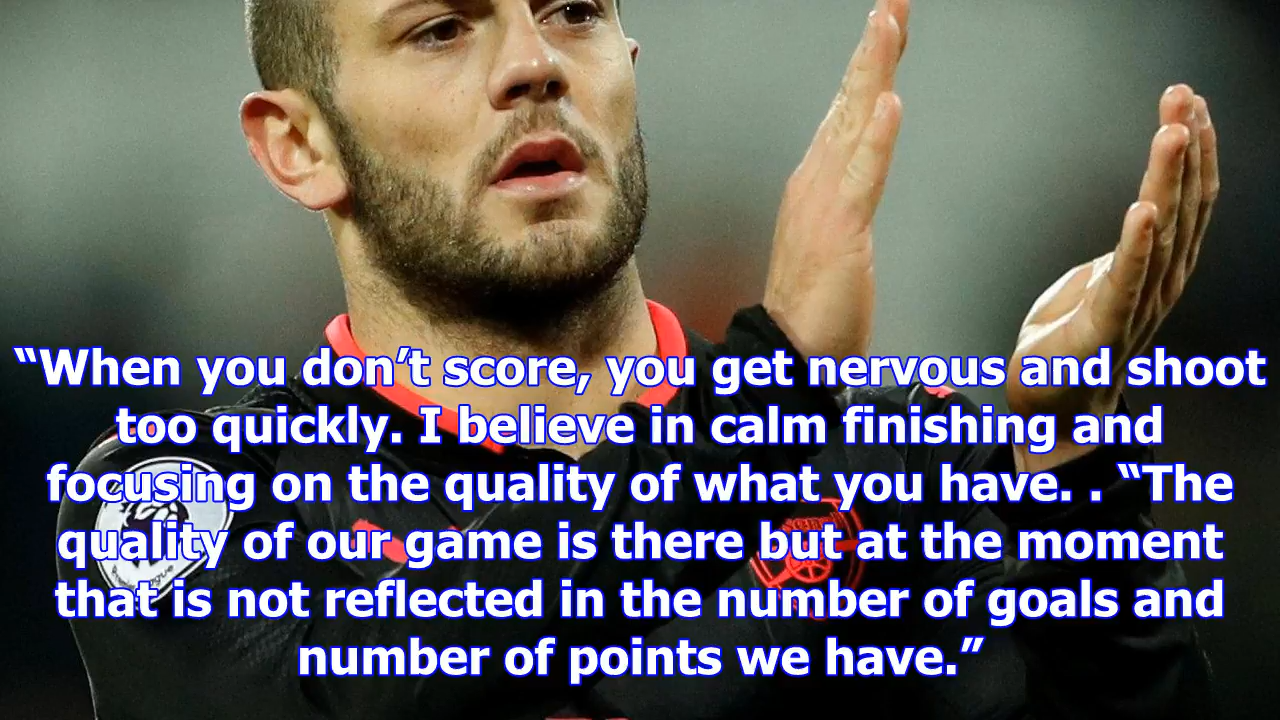 “When you don’t score, you get nervous and shoot
too quickly. I believe in calm finishing and
focusing on the quality of what you have. . “The
quality of our game is there but at the moment
that is not reflected in the number of goals and
number of points we have.”